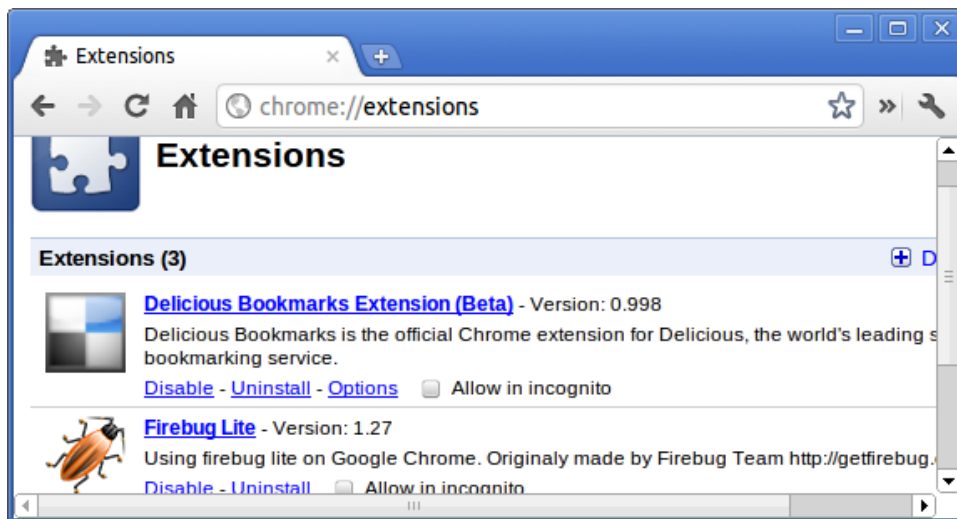 Extensions
chrome://extensions
Extensions
Extensions (3)
D
Delicious Bookmarks Extension (Beta) - Version: 0.998
Delicious Bookmarks is the official Chrome extension for Delicious, the world's leading s
bookmarking service.
Disable - Uninstall - Options Allow in incognito
Firebug Lite - Version: 1.27
Using firebug lite on Google Chrome. Originaly made by Firebug Team http://getfirebug.
Disable - Uninstall Allow in incognito